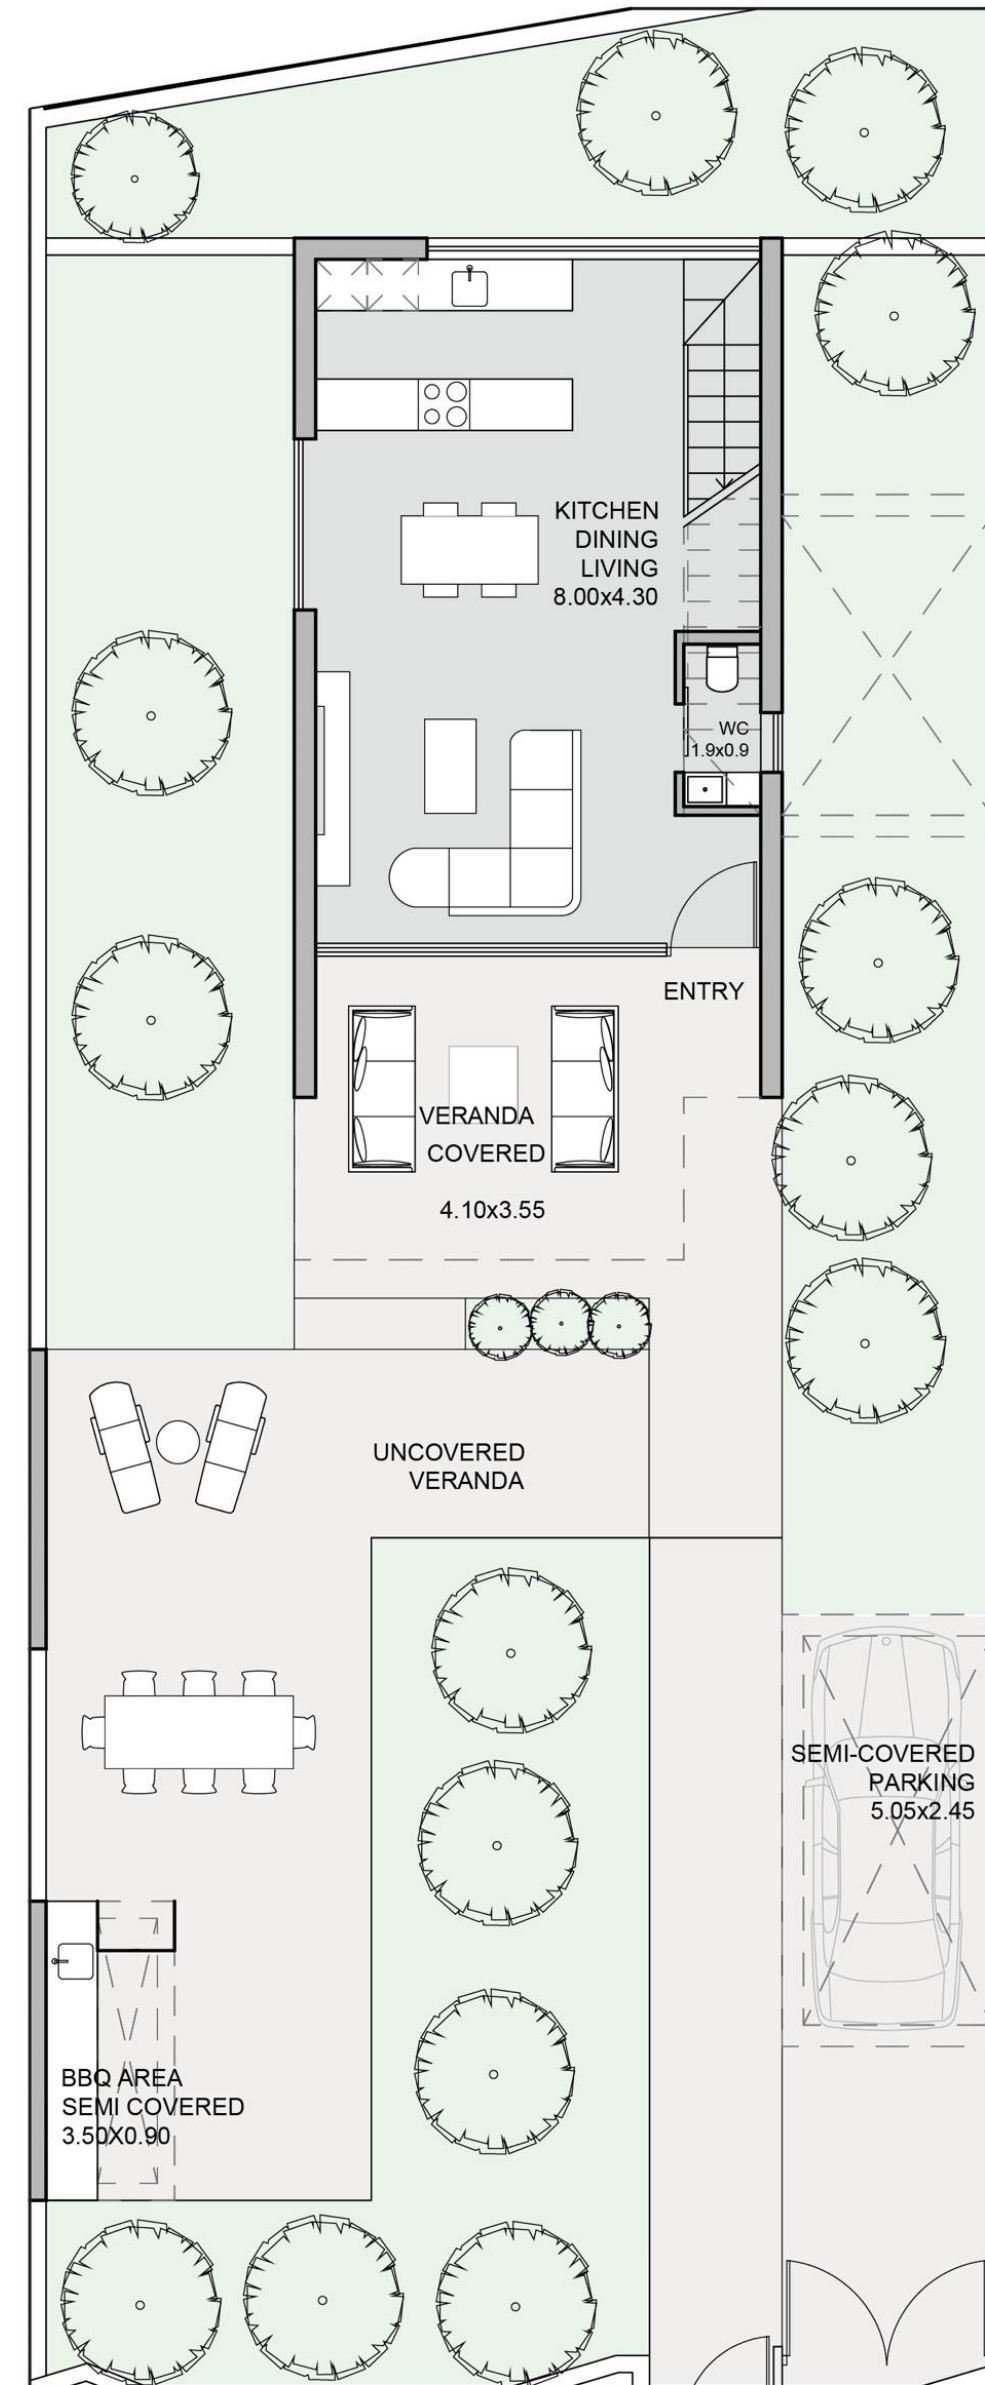 KITCHEN
DINING
LIVING
8.00x4.30
WC
1.9x0.9
ENTRY
VERANDA
COVERED
4.10x3.55
UNCOVERED
VERANDA
SEMI-COVERED
PARKING
5.05x2.45
BBQ AREA
SEMI COVERED
3.50X0.90